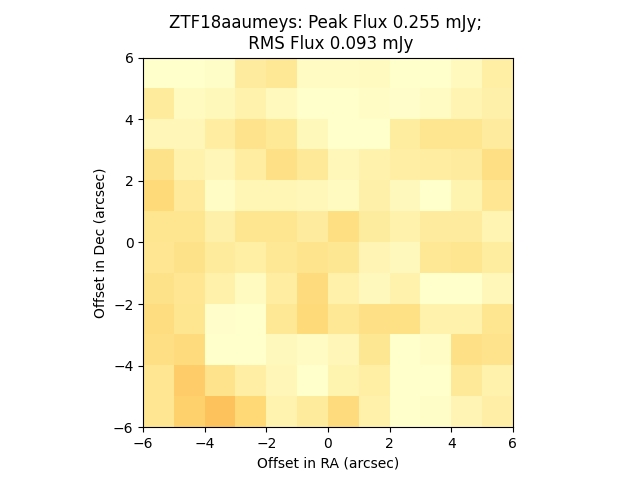 ZTF18aaumeys: Peak Flux 0.255 mJy;
RMS Flux 0.093 mJy
6
4
2
0
−2
−4
−6
Offset in Dec (arcsec)
−6 −4 −2 0 2 4 6
Offset in RA (arcsec)